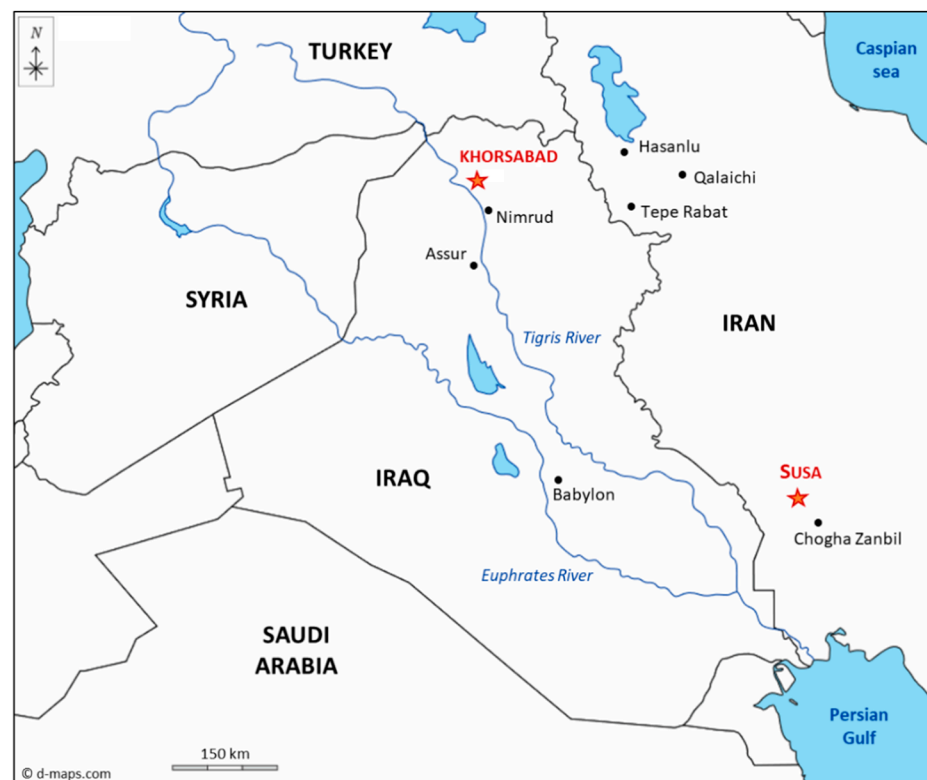 N
TURKEY
Caspian
sea
KHORSABAD
Hasanlu
Qalaichi
Nimrud
Tepe Rabat
Assur
SYRIA
IRAN
Tigris River
IRAQ
SUSA
Babylon
Chogha Zanbil
Euphrates River
SAUDI
ARABIA
Persian
Gulf
150 km
© d-maps.com